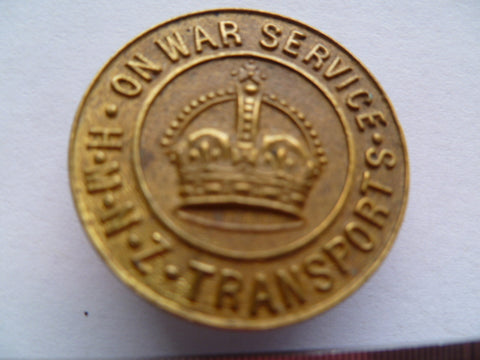 ON WAR SERVICE
H·M·N·Z·TRANSPORTS